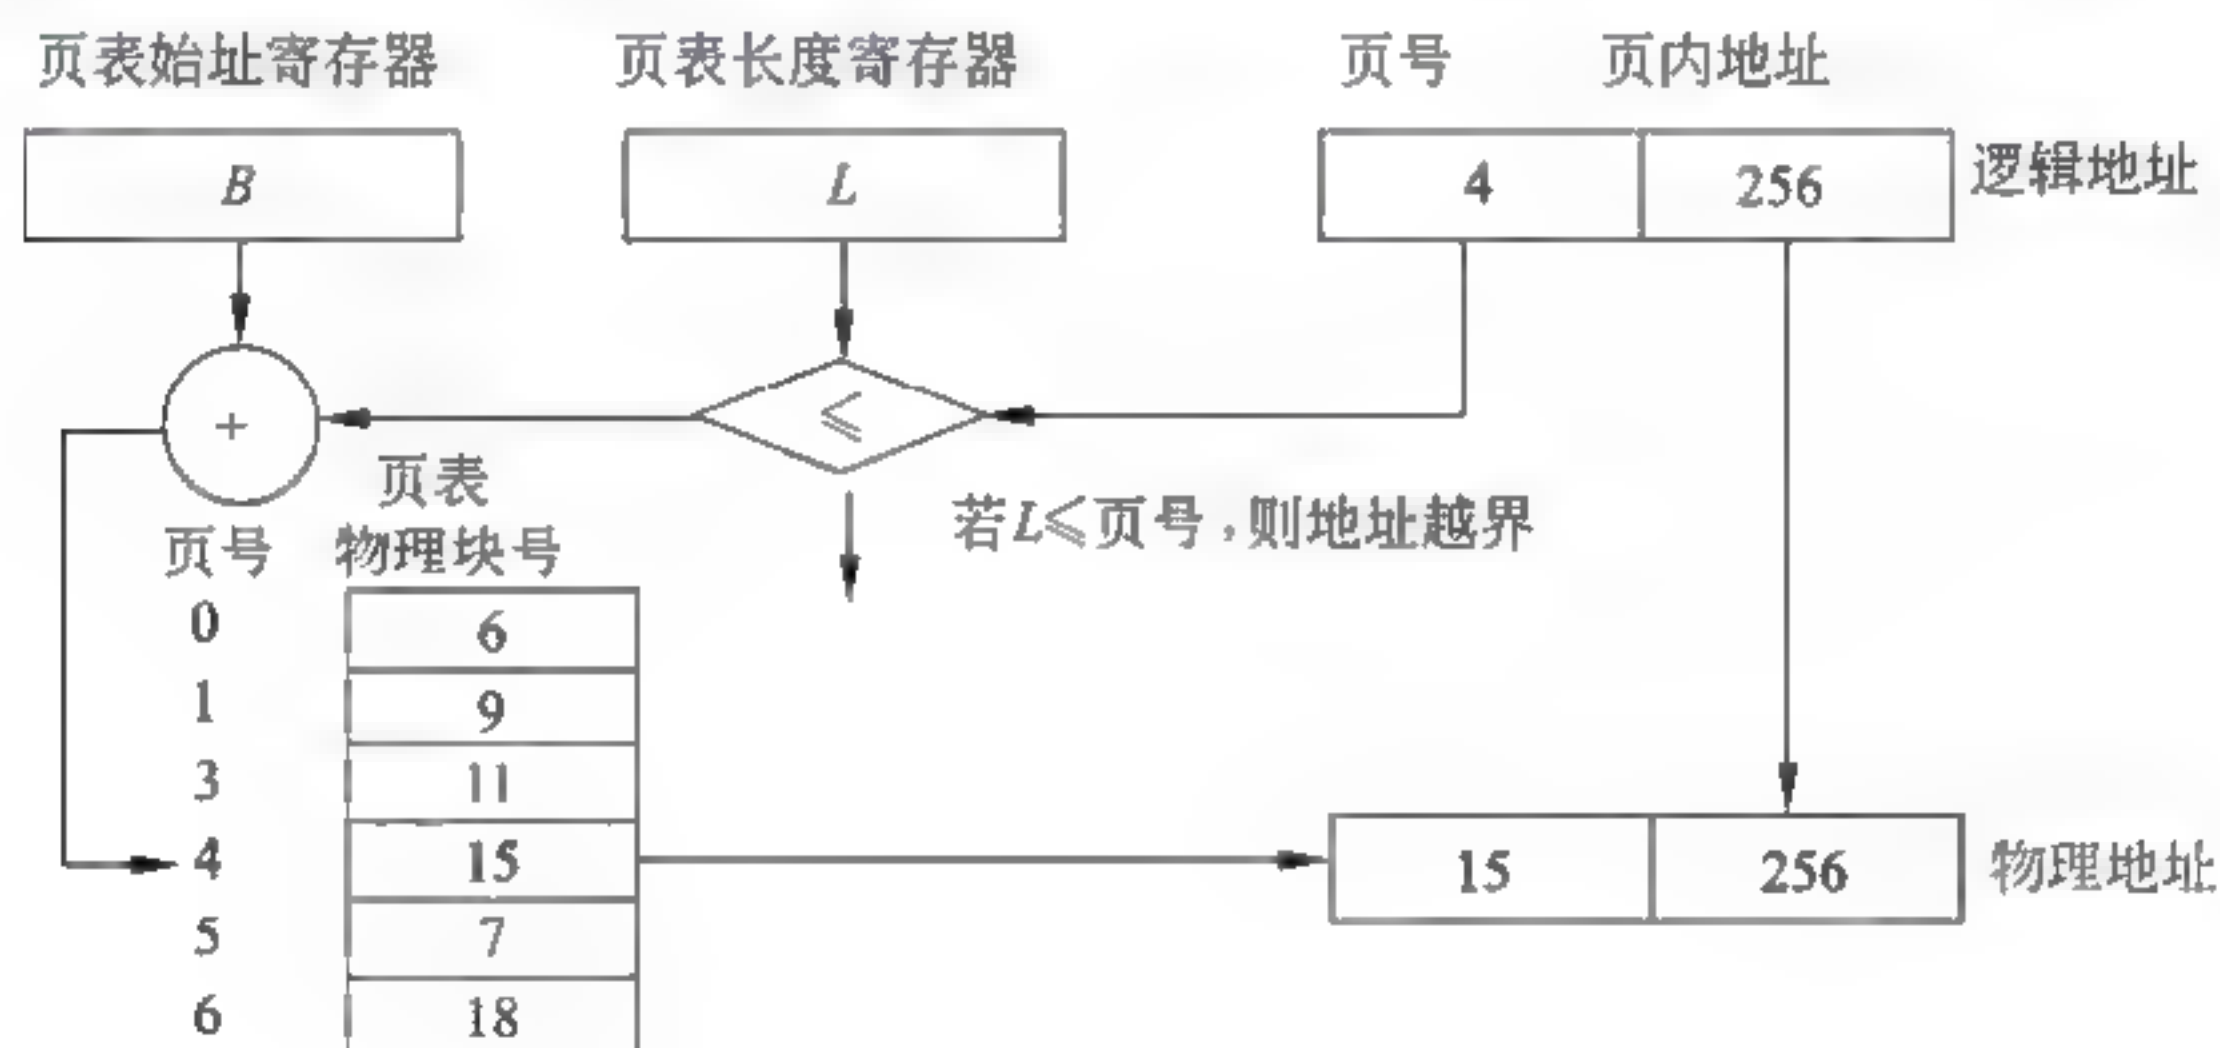 页表始址寄存器 页表长度寄存器 页号 页内地址
B L 4 256 逻辑地址
+ ≤
页表
若L≤页号,则地址越界
页号 物理块号
0 6
1 9
3 11
4 15 15 256 物理地址
5 7
6 18